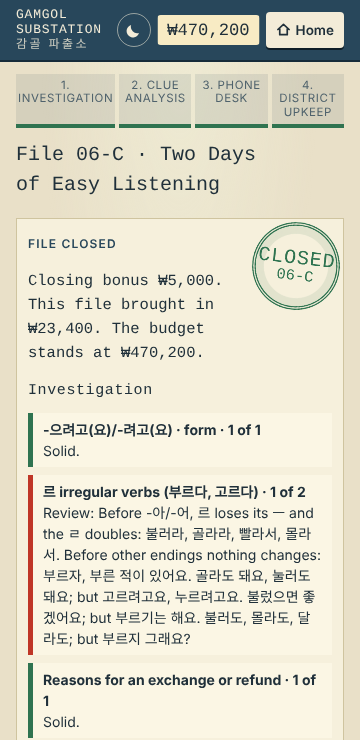 GAMGOL
SUBSTATION
감골 파출소
₩470,200
Home
1.
INVESTIGATION
2. CLUE
ANALYSIS
3. PHONE
DESK
4.
DISTRICT
UPKEEP
File 06-C · Two Days
of Easy Listening
FILE CLOSED
CLOSED
06-C
Closing bonus ₩5,000.
This file brought in
₩23,400. The budget
stands at ₩470,200.
Investigation
-으려고(요)/-려고(요) · form · 1 of 1
Solid.
르 irregular verbs (부르다, 고르다) · 1 of 2
Review: Before -아/-어, 르 loses its ㅡ and
the ㄹ doubles: 불러라, 골라라, 빨라서, 몰라
서. Before other endings nothing changes:
부르자, 부른 적이 있어요. 골라도 돼요, 눌러도
돼요; but 고르려고요, 누르려고요. 불렀으면 좋
겠어요; but 부르기는 해요. 불러도, 몰라도, 달
라도; but 부르지 그래요?
Reasons for an exchange or refund · 1 of
1
Solid.